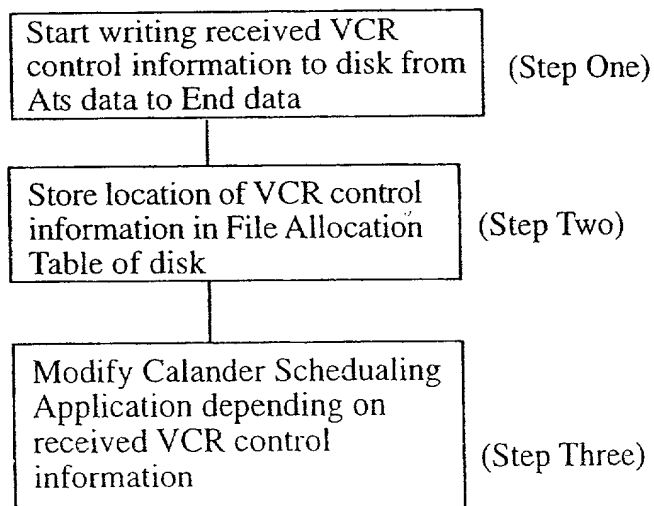 Start writing received VCR
control information to disk from
Ats data to End data
(Step One)
Store location of VCR control
information in File Allocation
Table of disk
(Step Two)
Modify Calander Schedualing
Application depending on
received VCR control
information
(Step Three)